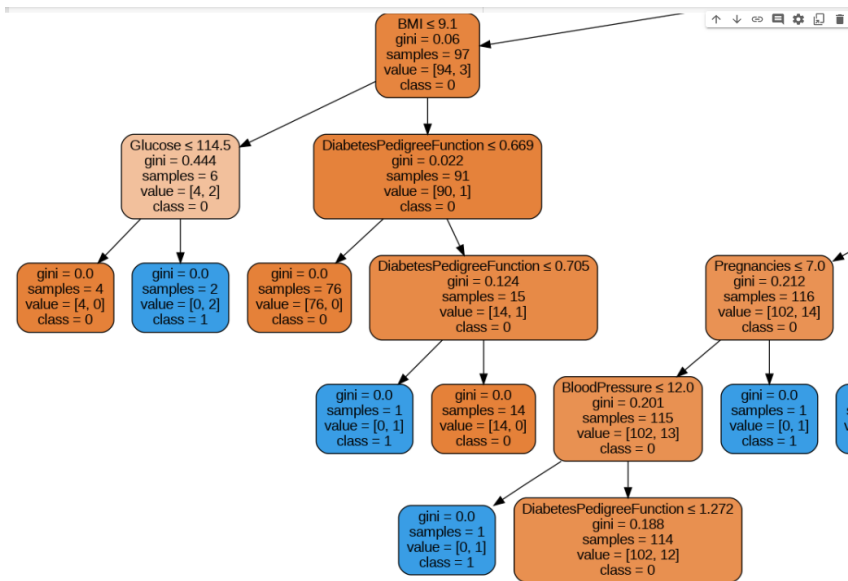 BMI ≤ 9.1
gini = 0.06
samples = 97
value = [94, 3]
class = 0
Glucose ≤ 114.5
gini = 0.444
samples = 6
value = [4, 2]
class = 0
DiabetesPedigreeFunction ≤ 0.669
gini = 0.022
samples = 91
value = [90, 1]
class = 0
gini = 0.0
samples = 4
value = [4, 0]
class = 0
gini = 0.0
samples = 2
value = [0, 2]
class = 1
gini = 0.0
samples = 76
value = [76, 0]
class = 0
DiabetesPedigreeFunction ≤ 0.705
gini = 0.124
samples = 15
value = [14, 1]
class = 0
Pregnancies ≤ 7.0
gini = 0.212
samples = 116
value = [102, 14]
class = 0
gini = 0.0
samples = 1
value = [0, 1]
class = 1
gini = 0.0
samples = 14
value = [14, 0]
class = 0
BloodPressure ≤ 12.0
gini = 0.201
samples = 115
value = [102, 13]
class = 0
gini = 0.0
samples = 1
value = [0, 1]
class = 1
gini = 0.0
samples = 1
value = [0, 1]
class = 1
DiabetesPedigreeFunction ≤ 1.272
gini = 0.188
samples = 114
value = [102, 12]
class = 0